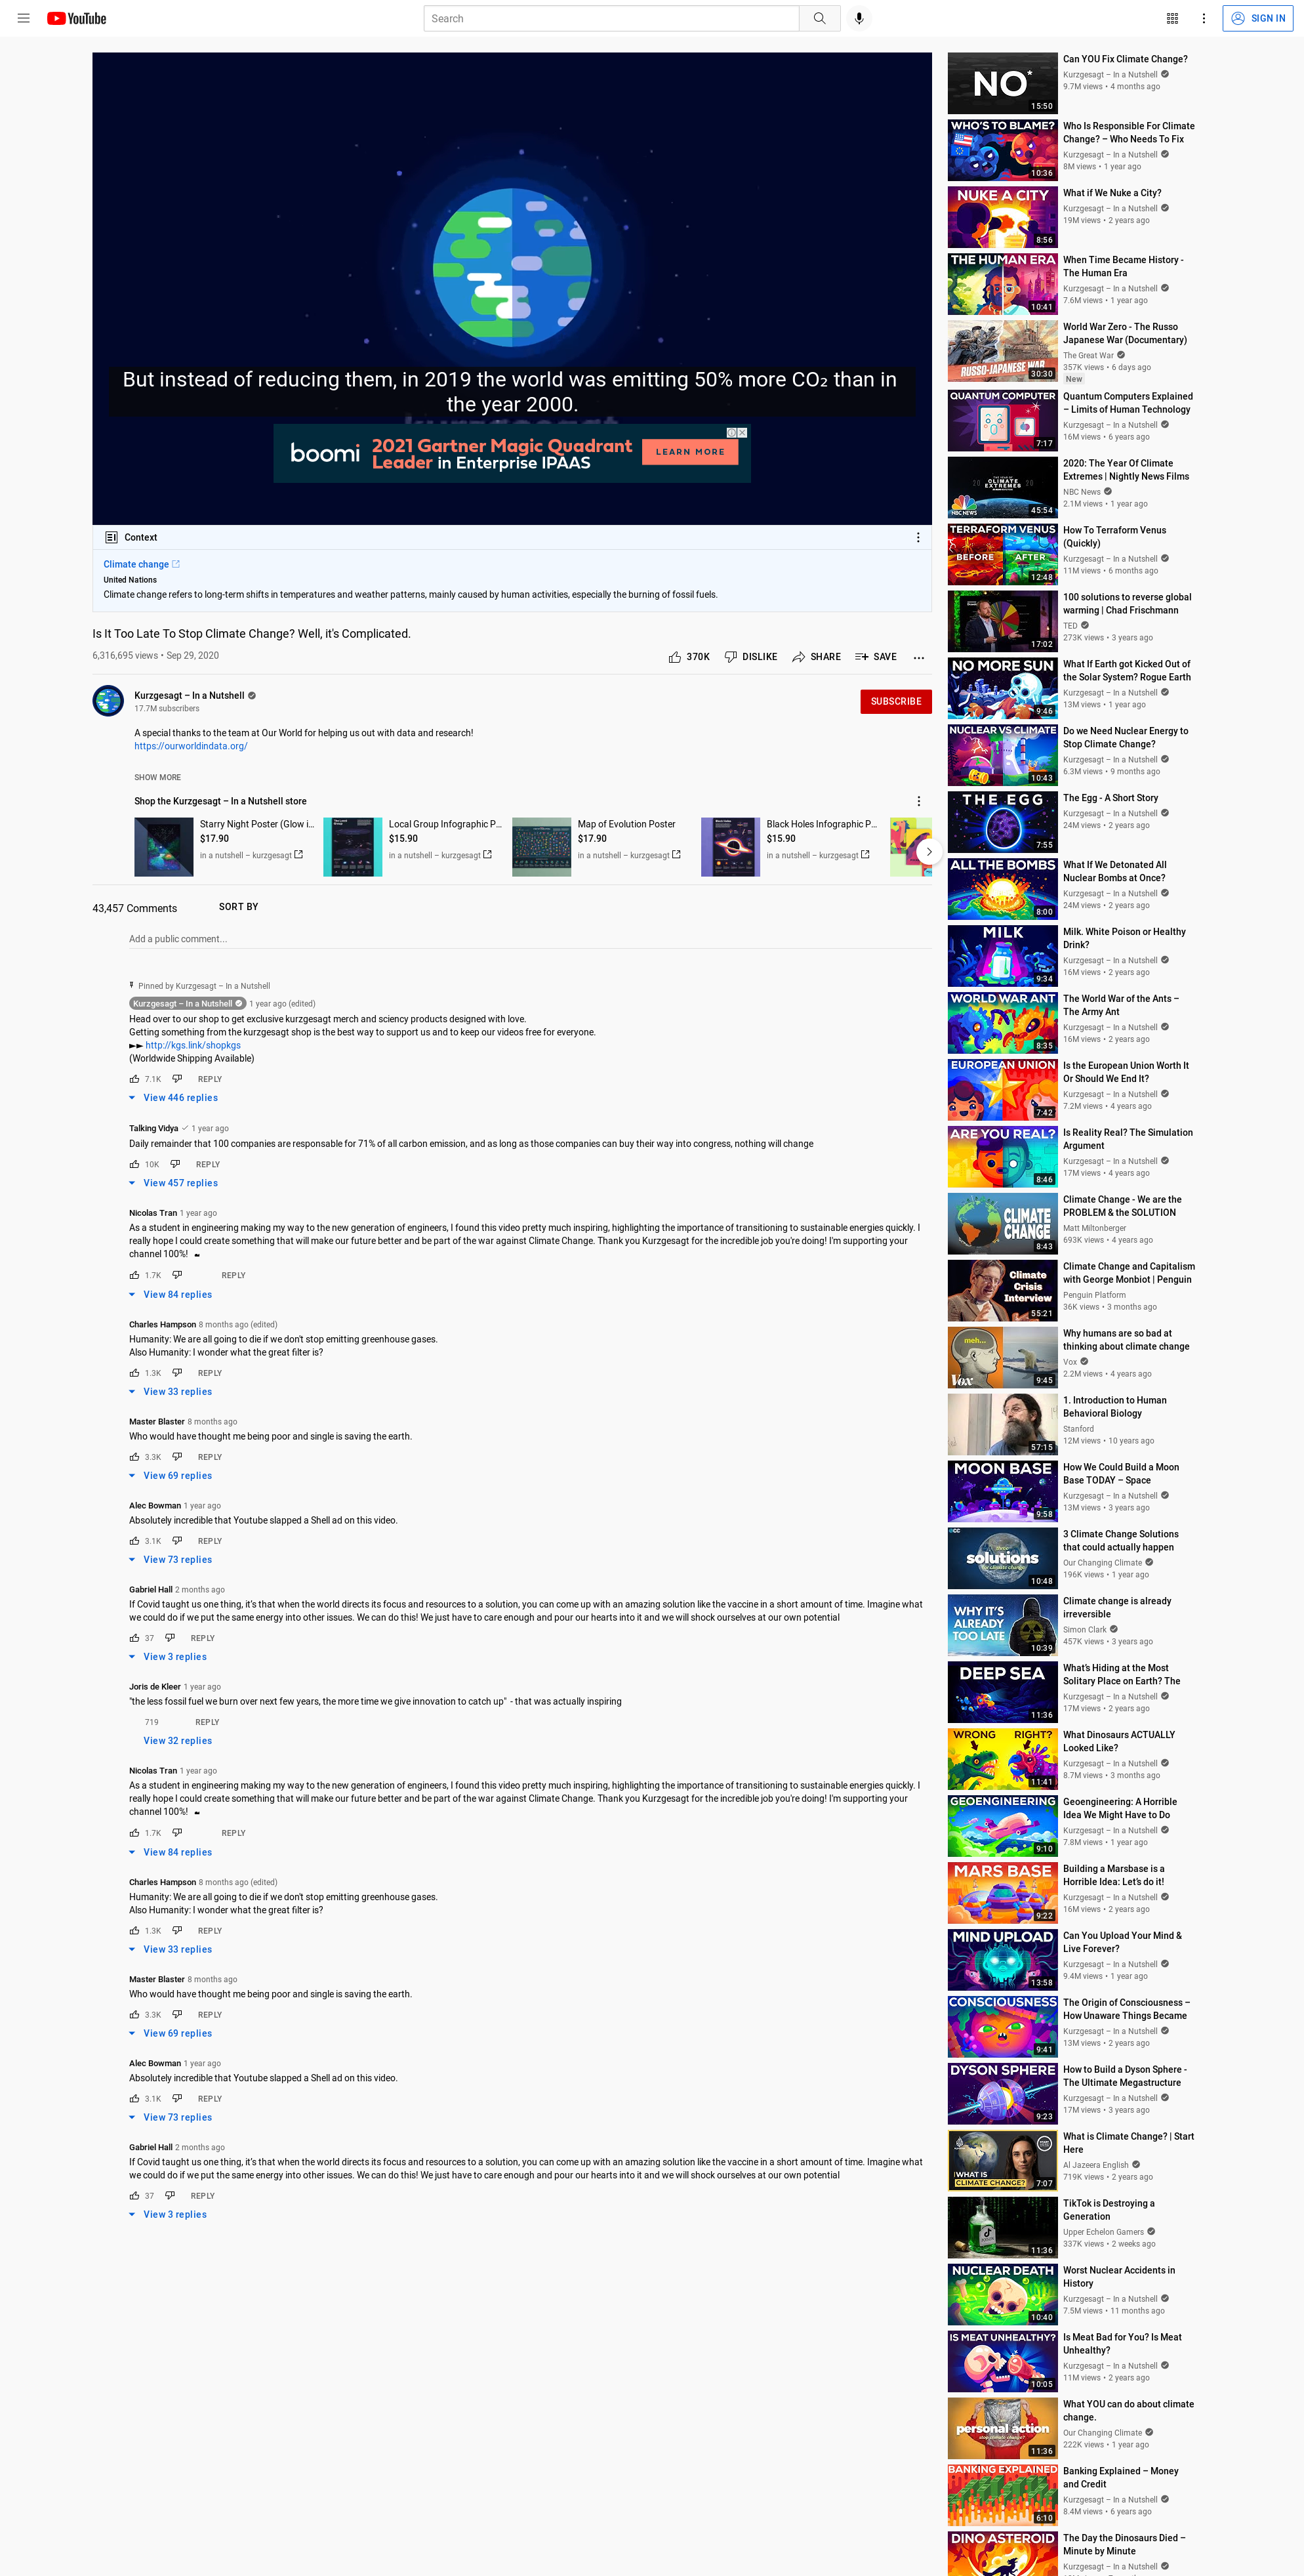 YouTube
Search
SIGN IN
But instead of reducing them, in 2019 the world was emitting 50% more CO₂ than in
the year 2000.
boomi
2021 Gartner Magic Quadrant
Leader in Enterprise IPAAS
LEARN MORE
Context
Climate change
United Nations
Climate change refers to long-term shifts in temperatures and weather patterns, mainly caused by human activities, especially the burning of fossil fuels.
Is It Too Late To Stop Climate Change? Well, it's Complicated.
6,316,695 views • Sep 29, 2020
370K
DISLIKE
SHARE
SAVE
Kurzgesagt – In a Nutshell
17.7M subscribers
SUBSCRIBE
A special thanks to the team at Our World for helping us out with data and research!
https://ourworldindata.org/
SHOW MORE
Shop the Kurzgesagt – In a Nutshell store
Starry Night Poster (Glow i...
$17.90
in a nutshell – kurzgesagt
Local Group Infographic P...
$15.90
in a nutshell – kurzgesagt
Map of Evolution Poster
$17.90
in a nutshell – kurzgesagt
Black Holes Infographic P...
$15.90
in a nutshell – kurzgesagt
43,457 Comments
SORT BY
Add a public comment...
Pinned by Kurzgesagt – In a Nutshell
Kurzgesagt – In a Nutshell
1 year ago (edited)
Head over to our shop to get exclusive kurzgesagt merch and sciency products designed with love.
Getting something from the kurzgesagt shop is the best way to support us and to keep our videos free for everyone.
►► http://kgs.link/shopkgs
(Worldwide Shipping Available)
7.1K REPLY
View 446 replies
Talking Vidya 1 year ago
Daily remainder that 100 companies are responsable for 71% of all carbon emission, and as long as those companies can buy their way into congress, nothing will change
10K REPLY
View 457 replies
Nicolas Tran 1 year ago
As a student in engineering making my way to the new generation of engineers, I found this video pretty much inspiring, highlighting the importance of transitioning to sustainable energies quickly. I
really hope I could create something that will make our future better and be part of the war against Climate Change. Thank you Kurzgesagt for the incredible job you're doing! I'm supporting your
channel 100%!
1.7K REPLY
View 84 replies
Charles Hampson 8 months ago (edited)
Humanity: We are all going to die if we don't stop emitting greenhouse gases.
Also Humanity: I wonder what the great filter is?
1.3K REPLY
View 33 replies
Master Blaster 8 months ago
Who would have thought me being poor and single is saving the earth.
3.3K REPLY
View 69 replies
Alec Bowman 1 year ago
Absolutely incredible that Youtube slapped a Shell ad on this video.
3.1K REPLY
View 73 replies
Gabriel Hall 2 months ago
If Covid taught us one thing, it's that when the world directs its focus and resources to a solution, you can come up with an amazing solution like the vaccine in a short amount of time. Imagine what
we could do if we put the same energy into other issues. We can do this! We just have to care enough and pour our hearts into it and we will shock ourselves at our own potential
37 REPLY
View 3 replies
Joris de Kleer 1 year ago
"the less fossil fuel we burn over next few years, the more time we give innovation to catch up" - that was actually inspiring
719 REPLY
View 32 replies
Nicolas Tran 1 year ago
As a student in engineering making my way to the new generation of engineers, I found this video pretty much inspiring, highlighting the importance of transitioning to sustainable energies quickly. I
really hope I could create something that will make our future better and be part of the war against Climate Change. Thank you Kurzgesagt for the incredible job you're doing! I'm supporting your
channel 100%!
1.7K REPLY
View 84 replies
Charles Hampson 8 months ago (edited)
Humanity: We are all going to die if we don't stop emitting greenhouse gases.
Also Humanity: I wonder what the great filter is?
1.3K REPLY
View 33 replies
Master Blaster 8 months ago
Who would have thought me being poor and single is saving the earth.
3.3K REPLY
View 69 replies
Alec Bowman 1 year ago
Absolutely incredible that Youtube slapped a Shell ad on this video.
3.1K REPLY
View 73 replies
Gabriel Hall 2 months ago
If Covid taught us one thing, it's that when the world directs its focus and resources to a solution, you can come up with an amazing solution like the vaccine in a short amount of time. Imagine what
we could do if we put the same energy into other issues. We can do this! We just have to care enough and pour our hearts into it and we will shock ourselves at our own potential
37 REPLY
View 3 replies
NO*
15:50
Can YOU Fix Climate Change?
Kurzgesagt – In a Nutshell
9.7M views • 4 months ago
WHO'S TO BLAME?
10:36
Who Is Responsible For Climate
Change? – Who Needs To Fix
Kurzgesagt – In a Nutshell
8M views • 1 year ago
NUKE A CITY
8:56
What if We Nuke a City?
Kurzgesagt – In a Nutshell
19M views • 2 years ago
THE HUMAN ERA
10:41
When Time Became History -
The Human Era
Kurzgesagt – In a Nutshell
7.6M views • 1 year ago
RUSSO-JAPANESE WAR
30:30
World War Zero - The Russo
Japanese War (Documentary)
The Great War
357K views • 6 days ago
New
QUANTUM COMPUTER
7:17
Quantum Computers Explained
– Limits of Human Technology
Kurzgesagt – In a Nutshell
16M views • 6 years ago
20 CLIMATE 20
EXTREMES
NBC NEWS
45:54
2020: The Year Of Climate
Extremes | Nightly News Films
NBC News
2.1M views • 1 year ago
TERRAFORM VENUS
BEFORE AFTER
12:48
How To Terraform Venus
(Quickly)
Kurzgesagt – In a Nutshell
11M views • 6 months ago
17:02
100 solutions to reverse global
warming | Chad Frischmann
TED
273K views • 3 years ago
NO MORE SUN
9:46
What If Earth got Kicked Out of
the Solar System? Rogue Earth
Kurzgesagt – In a Nutshell
13M views • 1 year ago
NUCLEAR VS CLIMATE
10:43
Do we Need Nuclear Energy to
Stop Climate Change?
Kurzgesagt – In a Nutshell
6.3M views • 9 months ago
THE EGG
7:55
The Egg - A Short Story
Kurzgesagt – In a Nutshell
24M views • 2 years ago
ALL THE BOMBS
8:00
What If We Detonated All
Nuclear Bombs at Once?
Kurzgesagt – In a Nutshell
24M views • 2 years ago
MILK
9:34
Milk. White Poison or Healthy
Drink?
Kurzgesagt – In a Nutshell
16M views • 2 years ago
WORLD WAR ANT
8:35
The World War of the Ants –
The Army Ant
Kurzgesagt – In a Nutshell
16M views • 2 years ago
EUROPEAN UNION
7:42
Is the European Union Worth It
Or Should We End It?
Kurzgesagt – In a Nutshell
7.2M views • 4 years ago
ARE YOU REAL?
8:46
Is Reality Real? The Simulation
Argument
Kurzgesagt – In a Nutshell
17M views • 4 years ago
CLIMATE
CHANGE
8:43
Climate Change - We are the
PROBLEM & the SOLUTION
Matt Miltonberger
693K views • 4 years ago
Climate
Crisis
Interview
55:21
Climate Change and Capitalism
with George Monbiot | Penguin
Penguin Platform
36K views • 3 months ago
meh...
Vox
9:45
Why humans are so bad at
thinking about climate change
Vox
2.2M views • 4 years ago
57:15
1. Introduction to Human
Behavioral Biology
Stanford
12M views • 10 years ago
MOON BASE
9:58
How We Could Build a Moon
Base TODAY – Space
Kurzgesagt – In a Nutshell
13M views • 3 years ago
CC
solutions
10:48
3 Climate Change Solutions
that could actually happen
Our Changing Climate
196K views • 1 year ago
WHY IT'S
ALREADY
TOO LATE
10:39
Climate change is already
irreversible
Simon Clark
457K views • 3 years ago
DEEP SEA
11:36
What's Hiding at the Most
Solitary Place on Earth? The
Kurzgesagt – In a Nutshell
17M views • 2 years ago
WRONG RIGHT?
11:41
What Dinosaurs ACTUALLY
Looked Like?
Kurzgesagt – In a Nutshell
8.7M views • 3 months ago
GEOENGINEERING
9:10
Geoengineering: A Horrible
Idea We Might Have to Do
Kurzgesagt – In a Nutshell
7.8M views • 1 year ago
MARS BASE
9:22
Building a Marsbase is a
Horrible Idea: Let's do it!
Kurzgesagt – In a Nutshell
16M views • 2 years ago
MIND UPLOAD
13:58
Can You Upload Your Mind &
Live Forever?
Kurzgesagt – In a Nutshell
9.4M views • 1 year ago
CONSCIOUSNESS
9:41
The Origin of Consciousness –
How Unaware Things Became
Kurzgesagt – In a Nutshell
13M views • 2 years ago
DYSON SPHERE
9:23
How to Build a Dyson Sphere -
The Ultimate Megastructure
Kurzgesagt – In a Nutshell
17M views • 3 years ago
WHAT IS
CLIMATE CHANGE?
7:07
What is Climate Change? | Start
Here
Al Jazeera English
719K views • 2 years ago
11:36
TikTok is Destroying a
Generation
Upper Echelon Gamers
337K views • 2 weeks ago
NUCLEAR DEATH
10:40
Worst Nuclear Accidents in
History
Kurzgesagt – In a Nutshell
7.5M views • 11 months ago
IS MEAT UNHEALTHY?
10:05
Is Meat Bad for You? Is Meat
Unhealthy?
Kurzgesagt – In a Nutshell
11M views • 2 years ago
personal action
11:36
What YOU can do about climate
change.
Our Changing Climate
222K views • 1 year ago
BANKING EXPLAINED
6:10
Banking Explained – Money
and Credit
Kurzgesagt – In a Nutshell
8.4M views • 6 years ago
DINO ASTEROID
The Day the Dinosaurs Died –
Minute by Minute
Kurzgesagt – In a Nutshell